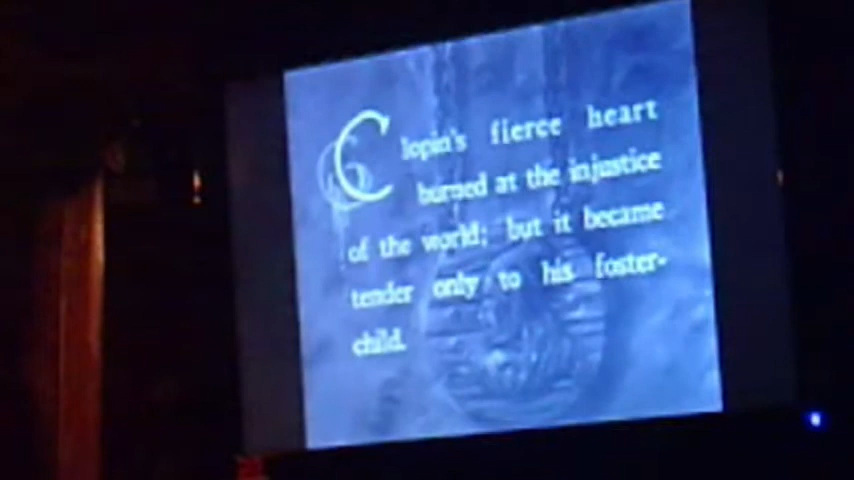 Clopin's fierce heart
burned at the injustice
of the world; but it became
tender only to his foster-
child.